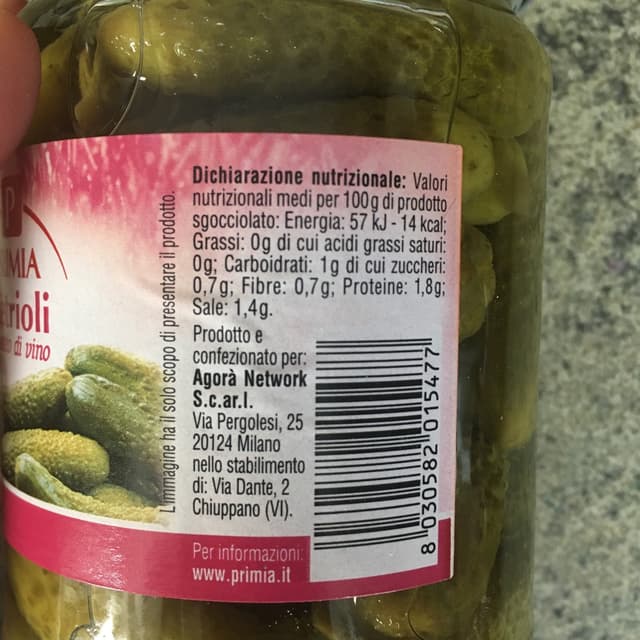 P
Dichiarazione nutrizionale: Valori
nutrizionali medi per 100g di prodotto
sgocciolato: Energia: 57 kJ - 14 kcal;
Grassi: 0g di cui acidi grassi saturi:
0g; Carboidrati: 1g di cui zuccheri:
0,7g; Fibre: 0,7g; Proteine: 1,8g;
Sale: 1,4g.
Prodotto e
confezionato per:
Agorà Network
S.c.ar.l.
Via Pergolesi, 25
20124 Milano
nello stabilimento
di: Via Dante, 2
Chiuppano (VI).
Per informazioni:
www.primia.it
L'immagine ha il solo scopo di presentare il prodotto.
8 030582 015477
di vino